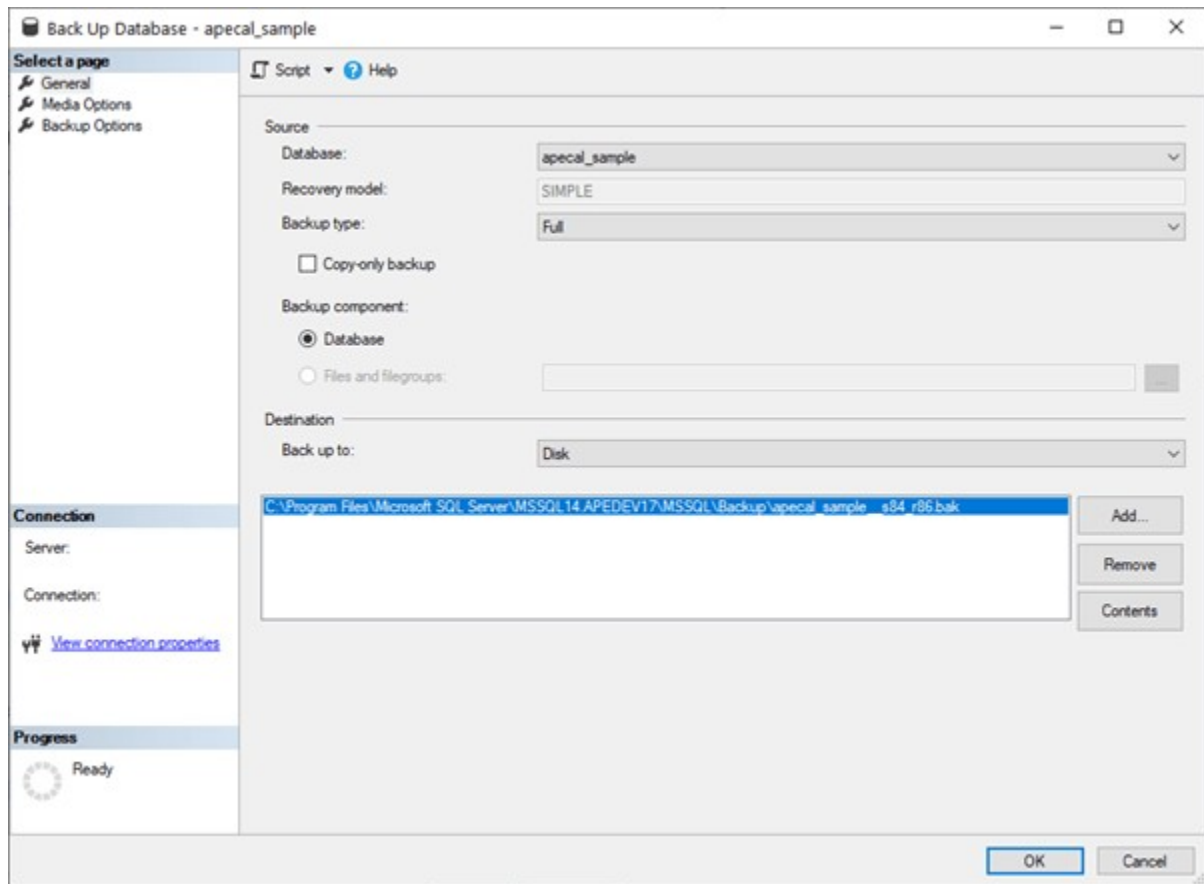 Back Up Database - apecal_sample
Select a page
General
Media Options
Backup Options
Script
Help
Source
Database:
apecal_sample
Recovery model:
SIMPLE
Backup type:
Full
Copy-only backup
Backup component:
Database
Files and filegroups:
...
Destination
Back up to:
Disk
C:\Program Files\Microsoft SQL Server\MSSQL14.APEDEV17\MSSQL\Backup\apecal_sample__s84_r86.bak
Add...
Remove
Contents
Connection
Server:
Connection:
View connection properties
Progress
Ready
OK
Cancel